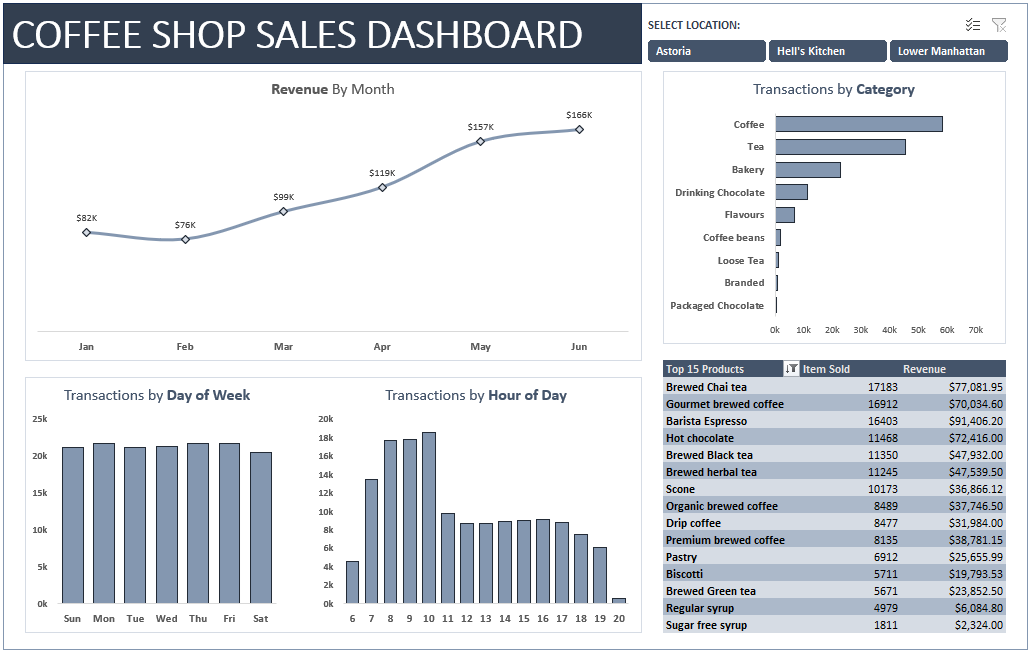 COFFEE SHOP SALES DASHBOARD
SELECT LOCATION:
Astoria
Hell's Kitchen
Lower Manhattan
Revenue By Month
$82K
$76K
$99K
$119K
$157K
$166K
Jan Feb Mar Apr May Jun
Transactions by Category
Coffee
Tea
Bakery
Drinking Chocolate
Flavours
Coffee beans
Loose Tea
Branded
Packaged Chocolate
0k 10k 20k 30k 40k 50k 60k 70k
Transactions by Day of Week
25k
20k
15k
10k
5k
0k
Sun Mon Tue Wed Thu Fri Sat
Transactions by Hour of Day
20k
18k
16k
14k
12k
10k
8k
6k
4k
2k
0k
6 7 8 9 10 11 12 13 14 15 16 17 18 19 20
Top 15 Products Item Sold Revenue
Brewed Chai tea 17183 $77,081.95
Gourmet brewed coffee 16912 $70,034.60
Barista Espresso 16403 $91,406.20
Hot chocolate 11468 $72,416.00
Brewed Black tea 11350 $47,932.00
Brewed herbal tea 11245 $47,539.50
Scone 10173 $36,866.12
Organic brewed coffee 8489 $37,746.50
Drip coffee 8477 $31,984.00
Premium brewed coffee 8135 $38,781.15
Pastry 6912 $25,655.99
Biscotti 5711 $19,793.53
Brewed Green tea 5671 $23,852.50
Regular syrup 4979 $6,084.80
Sugar free syrup 1811 $2,324.00